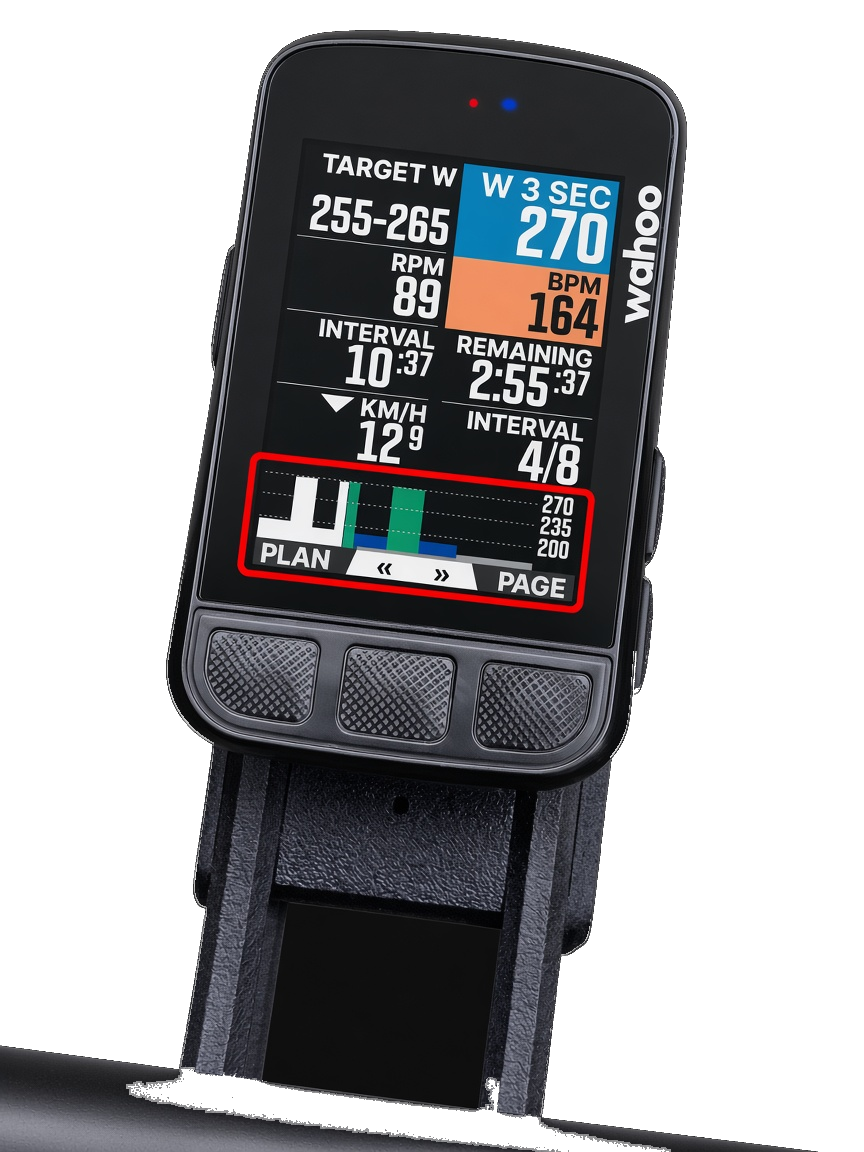 TARGET W
255-265
W 3 SEC
270
RPM
89
BPM
164
INTERVAL
10:37
REMAINING
2:55:37
KM/H
12 9
INTERVAL
4/8
270
235
200
PLAN
«
»
PAGE
wahoo